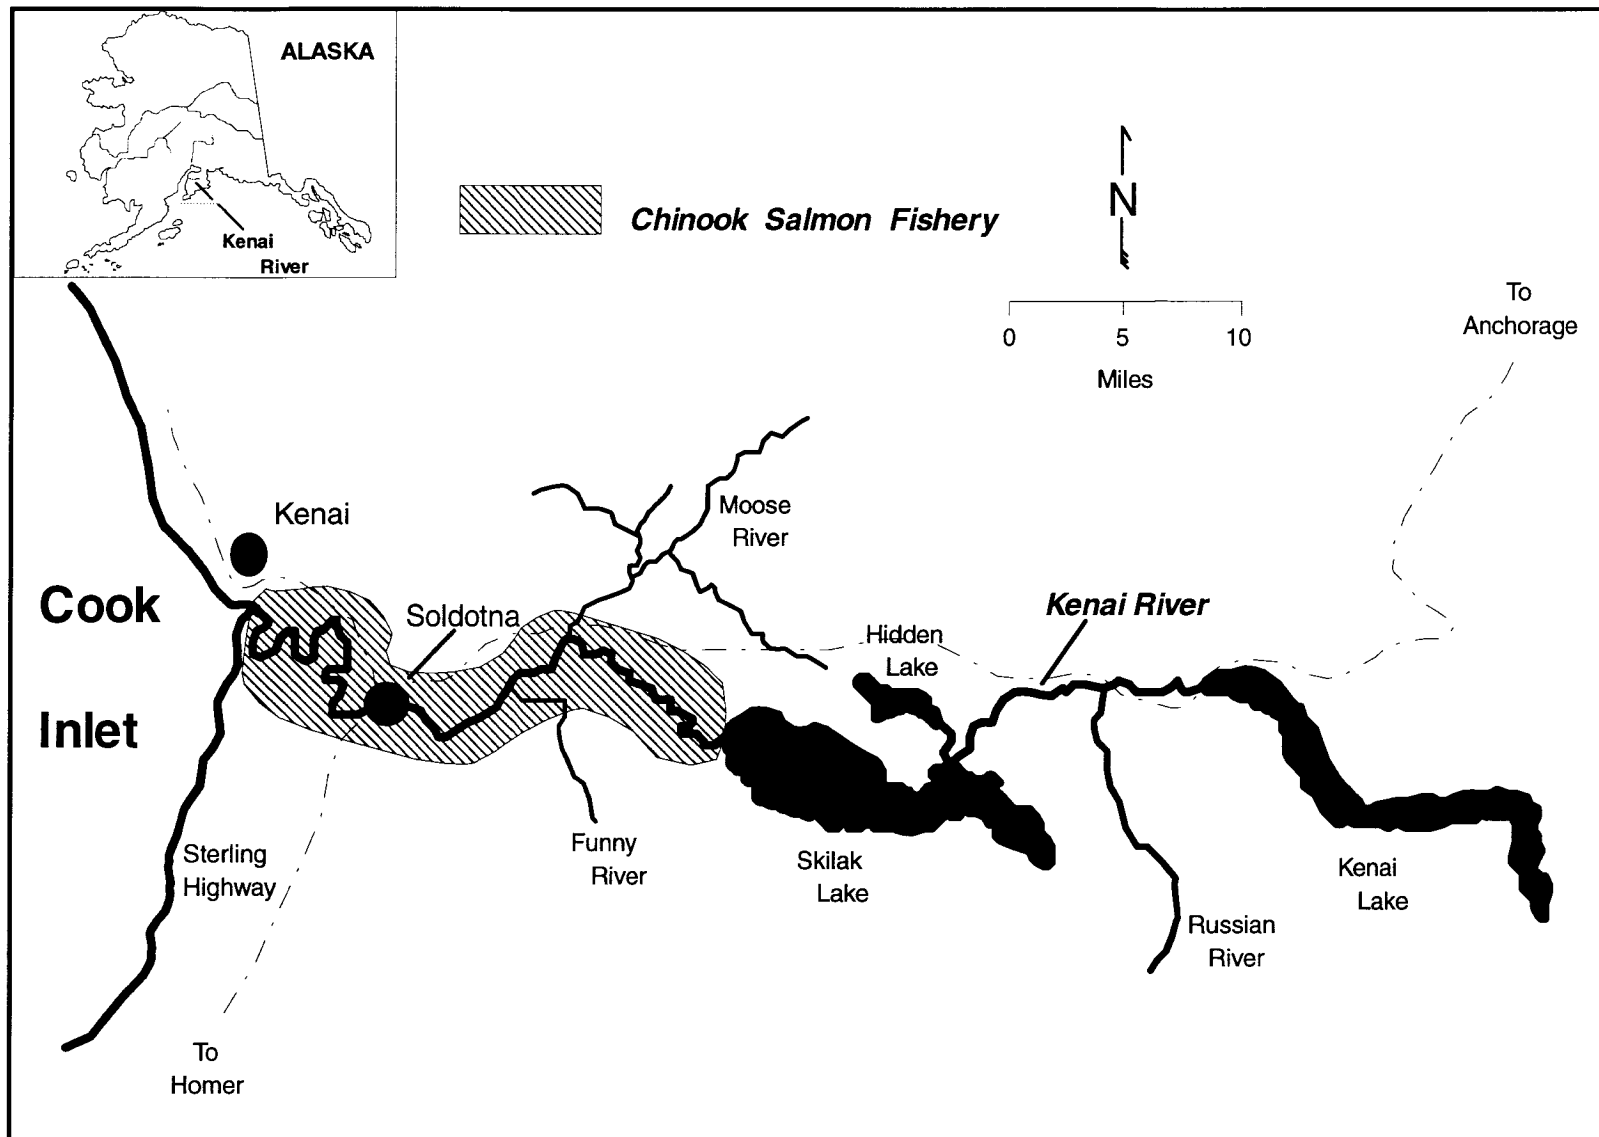 ALASKA
Kenai
River
Chinook Salmon Fishery
N
0 5 10
Miles
To
Anchorage
Kenai
Moose
River
Cook
Inlet
Soldotna
Hidden
Lake
Kenai River
Sterling
Highway
Funny
River
Skilak
Lake
Kenai
Lake
Russian
River
To
Homer